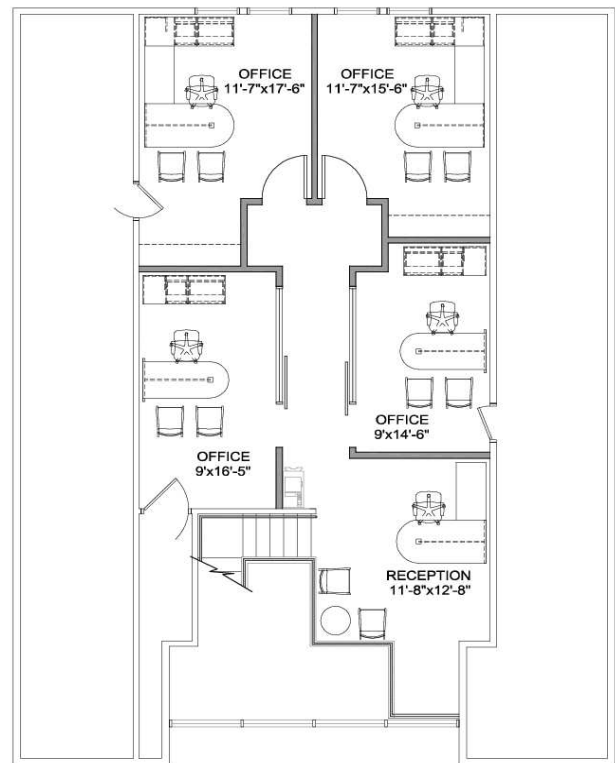 OFFICE
11'-7"x17'-6"
OFFICE
11'-7"x15'-6"
OFFICE
9'x14'-6"
OFFICE
9'x16'-5"
RECEPTION
11'-8"x12'-8"